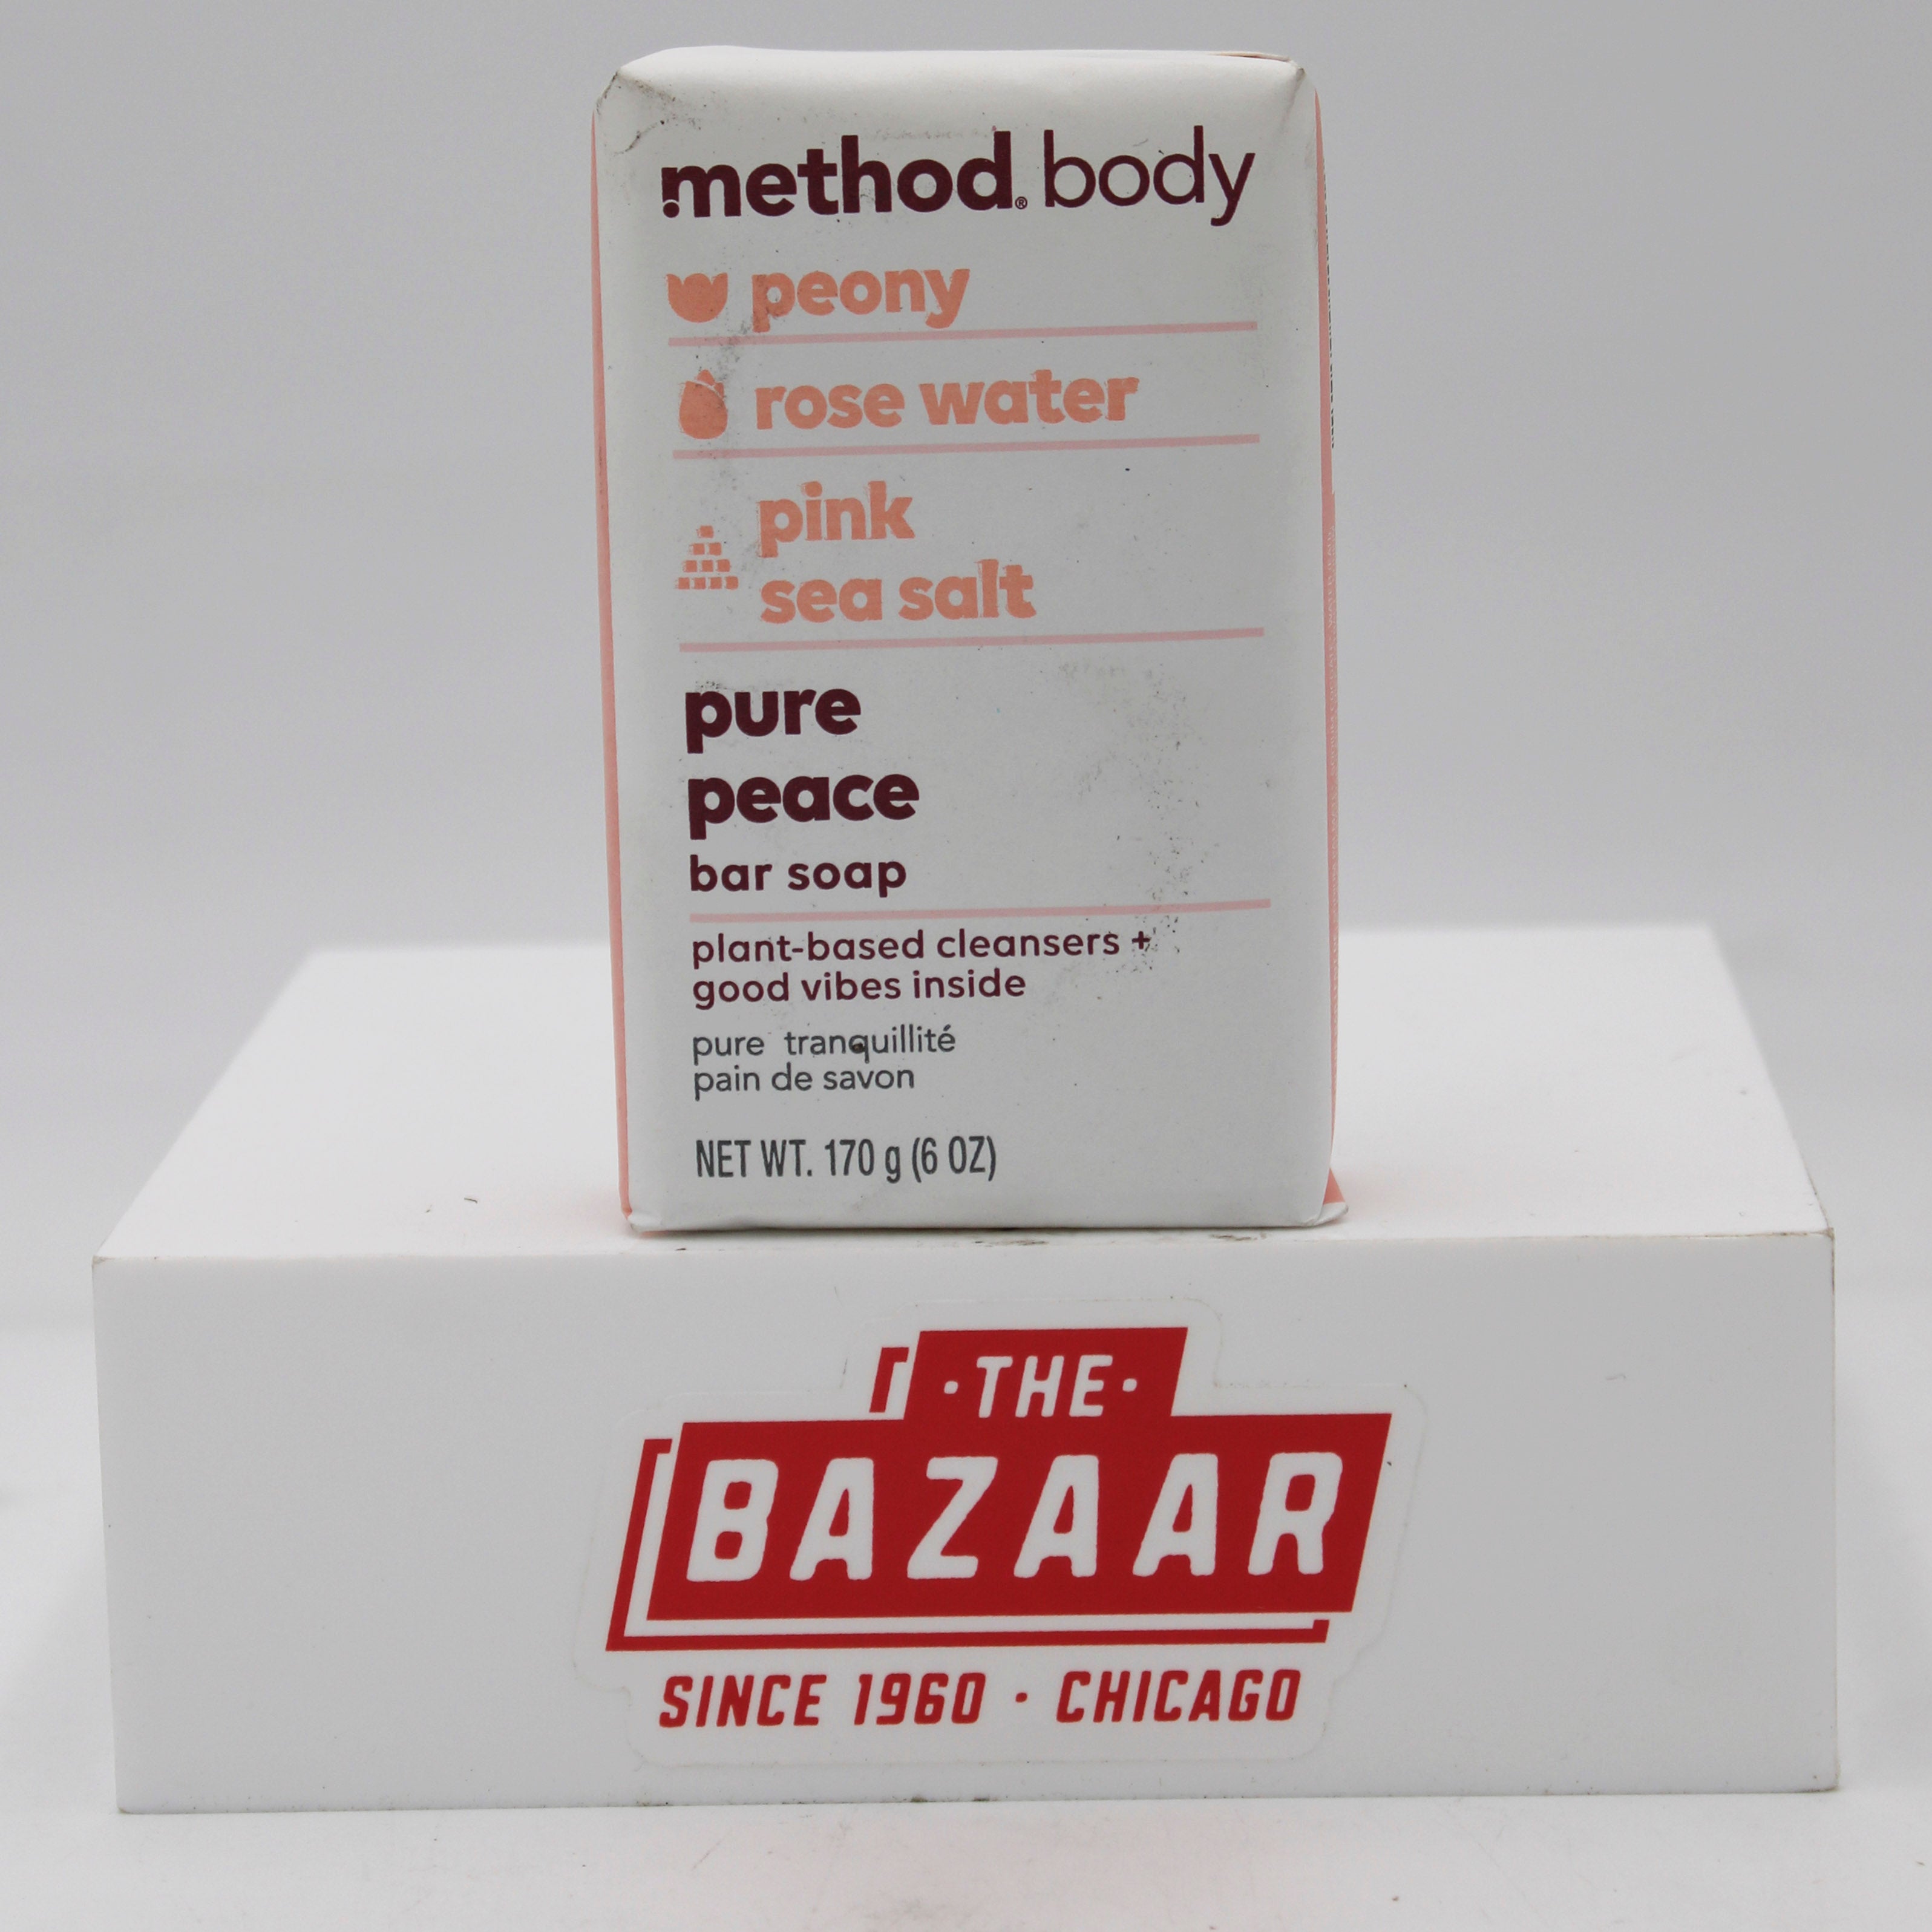 method® body
peony
rose water
pink
sea salt
pure
peace
bar soap
plant-based cleansers +
good vibes inside
pure tranquillité
pain de savon
NET WT. 170 g (6 OZ)
·THE·
BAZAAR
SINCE 1960 · CHICAGO